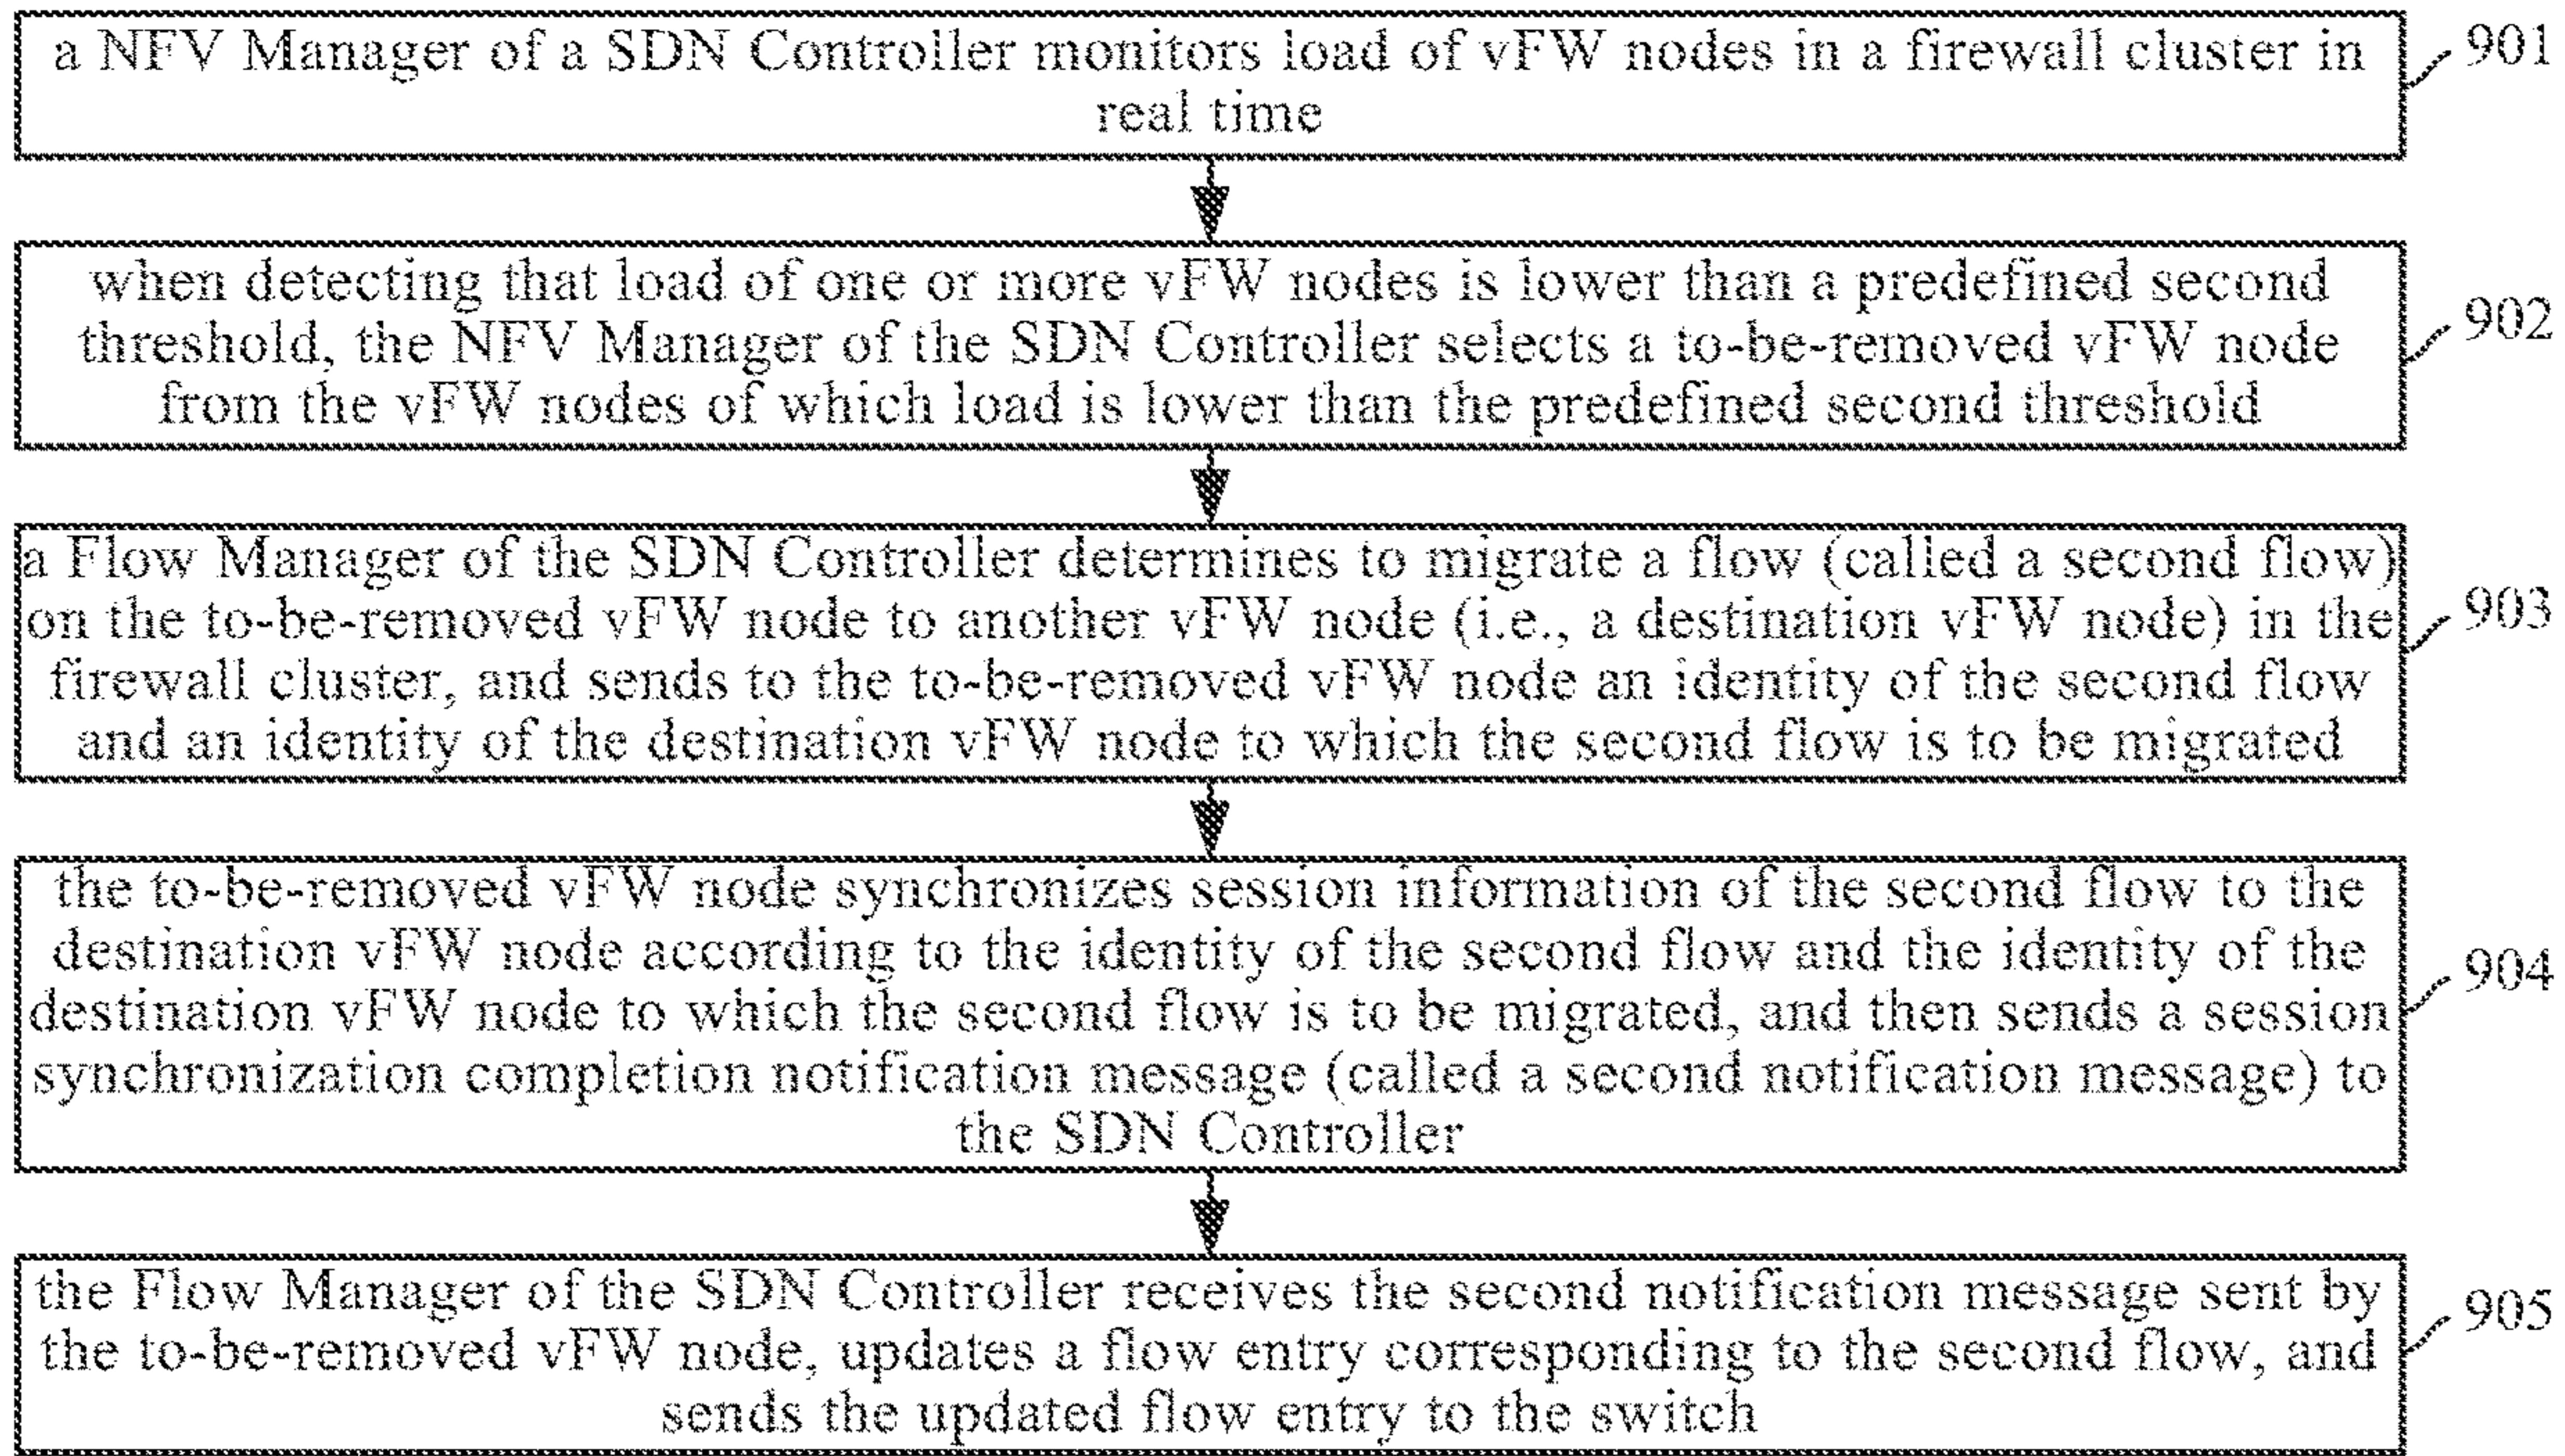 a NFV Manager of a SDN Controller monitors load of vFW nodes in a firewall cluster in
real time
901
when detecting that load of one or more vFW nodes is lower than a predefined second
threshold, the NFV Manager of the SDN Controller selects a to-be-removed vFW node
from the vFW nodes of which load is lower than the predefined second threshold
902
a Flow Manager of the SDN Controller determines to migrate a flow (called a second flow)
on the to-be-removed vFW node to another vFW node (i.e., a destination vFW node) in the
firewall cluster, and sends to the to-be-removed vFW node an identity of the second flow
and an identity of the destination vFW node to which the second flow is to be migrated
903
the to-be-removed vFW node synchronizes session information of the second flow to the
destination vFW node according to the identity of the second flow and the identity of the
destination vFW node to which the second flow is to be migrated, and then sends a session
synchronization completion notification message (called a second notification message) to
the SDN Controller
904
the Flow Manager of the SDN Controller receives the second notification message sent by
the to-be-removed vFW node, updates a flow entry corresponding to the second flow, and
sends the updated flow entry to the switch
905